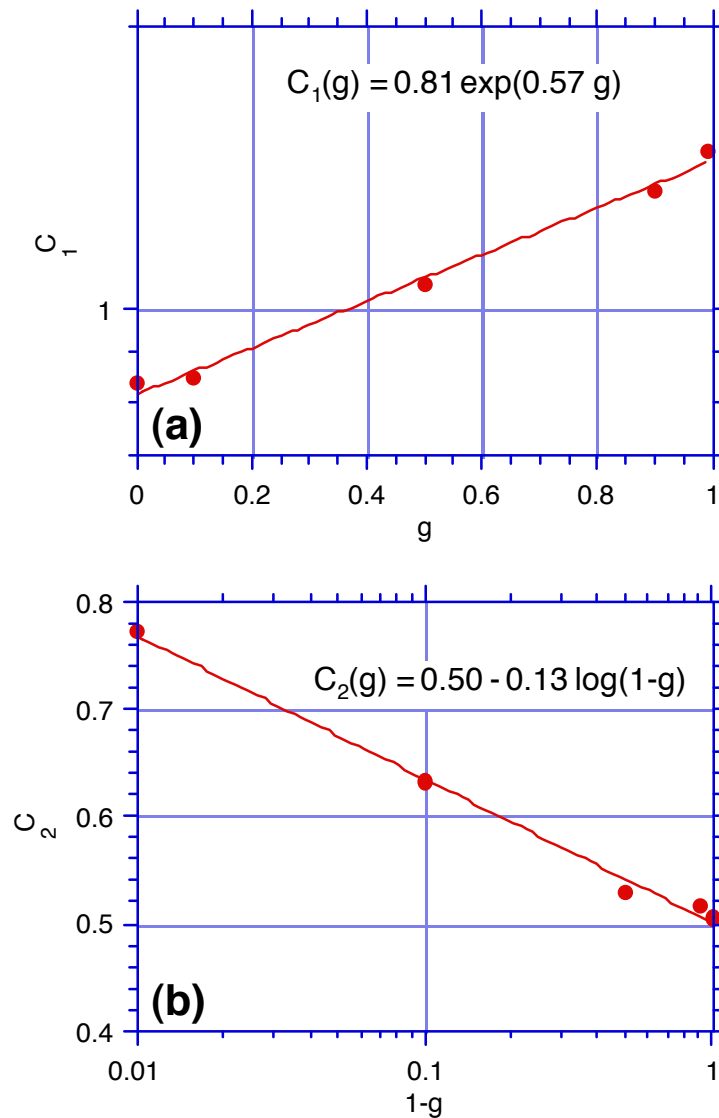 C₁(g) = 0.81 exp(0.57 g)
C₁
1
(a)
0 0.2 0.4 0.6 0.8 1
g
0.8
C₂(g) = 0.50 - 0.13 log(1-g)
0.7
0.6
C₂
0.5
(b)
0.4
0.01 0.1 1
1-g